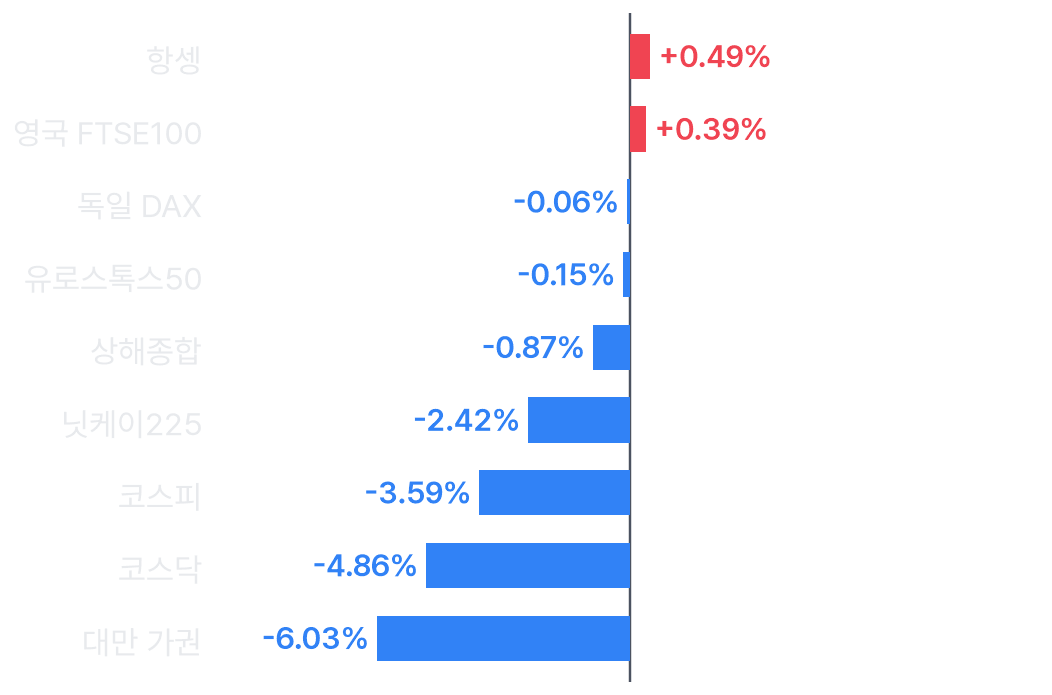 항셍 +0.49%
영국 FTSE100 +0.39%
독일 DAX -0.06%
유로스톡스50 -0.15%
상해종합 -0.87%
닛케이225 -2.42%
코스피 -3.59%
코스닥 -4.86%
대만 가권 -6.03%